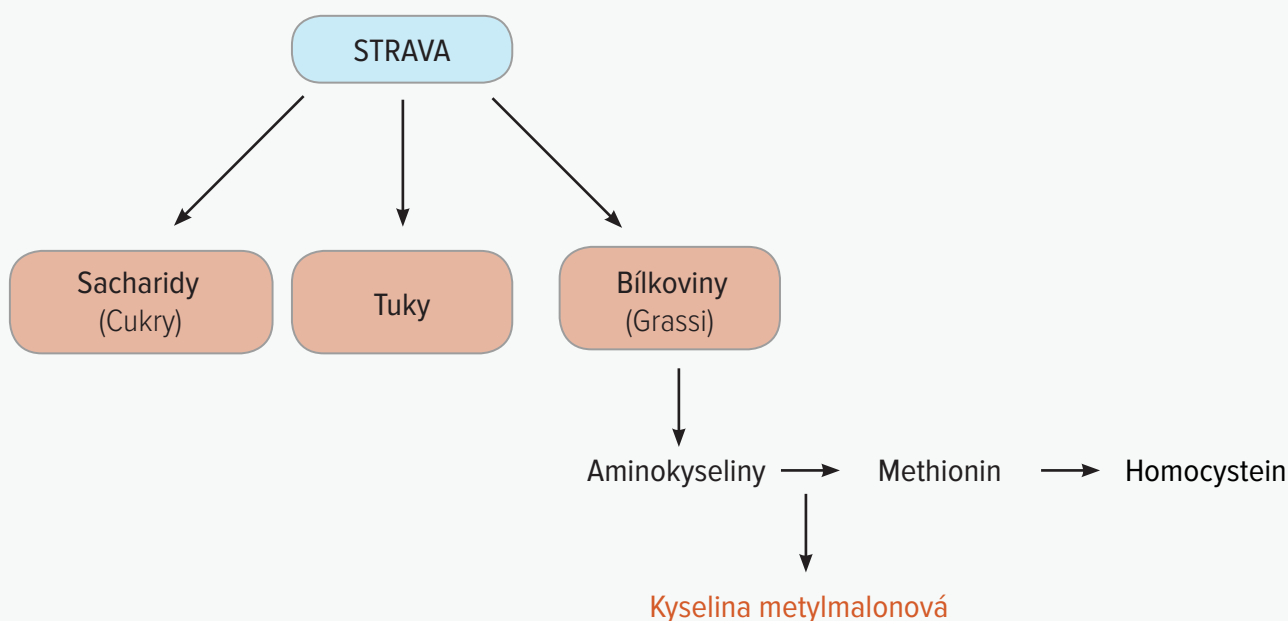 STRAVA
Sacharidy
(Cukry)
Tuky
Bílkoviny
(Grassi)
Aminokyseliny
Methionin
Homocystein
Kyselina metylmalonová